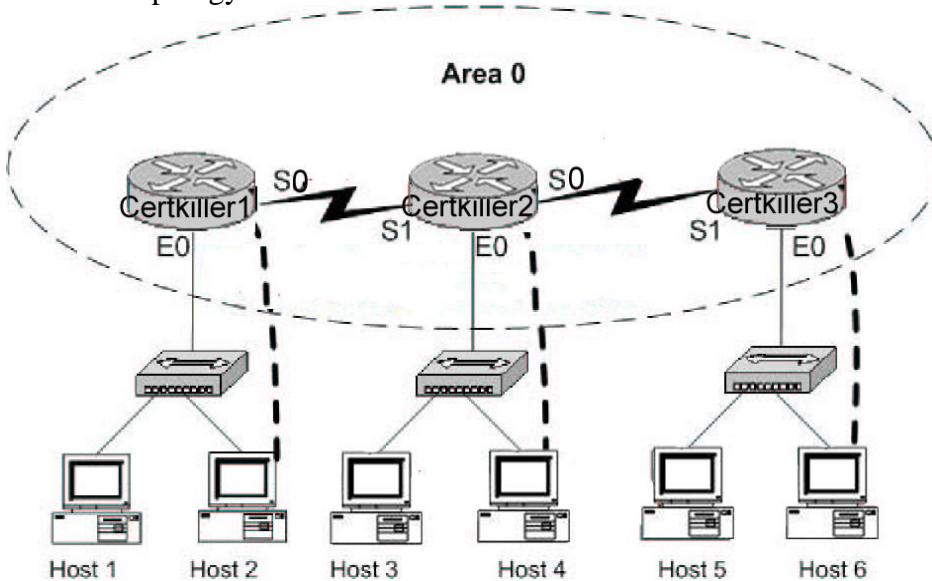 Area 0
Certkiller1
S0
S1
Certkiller2
S0
S1
Certkiller3
E0
E0
E0
Host 1
Host 2
Host 3
Host 4
Host 5
Host 6